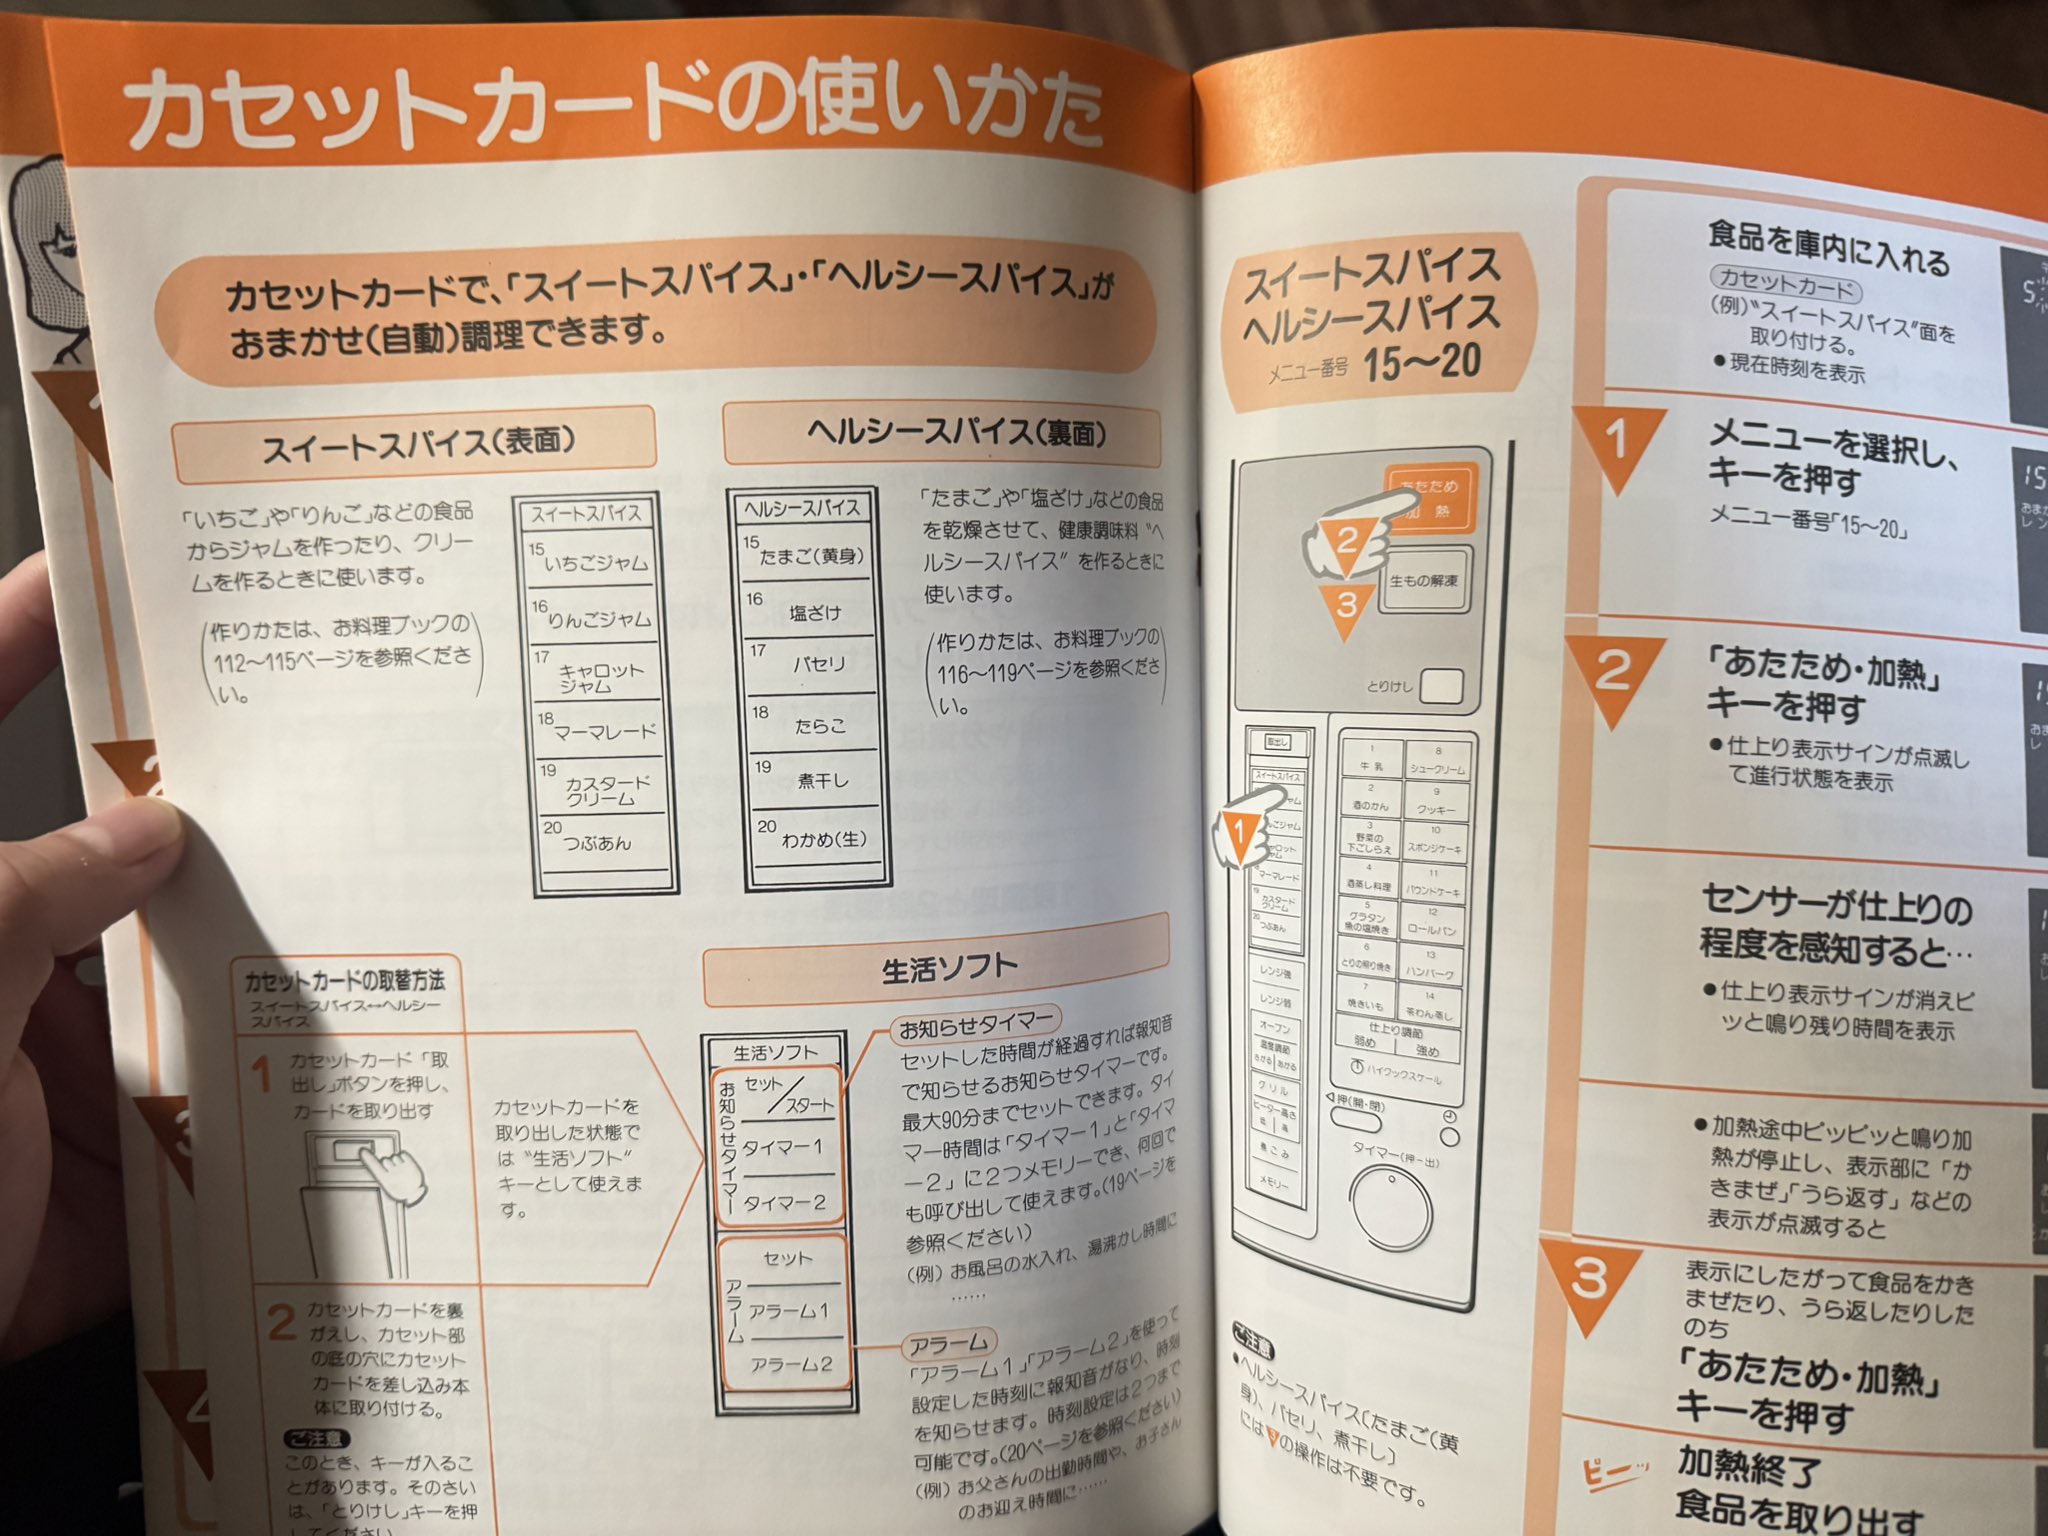 カセットカードの使いかた
カセットカードで、「スイートスパイス」・「ヘルシースパイス」が
おまかせ(自動)調理できます。
スイートスパイス(表面)
「いちご」や「りんご」などの食品
からジャムを作ったり、クリー
ムを作るときに使います。
(作りかたは、お料理ブックの
112〜115ページを参照くださ
い。)
スイートスパイス
15 いちごジャム
16 りんごジャム
17 キャロット
ジャム
18 マーマレード
19 カスタード
クリーム
20 つぶあん
ヘルシースパイス(裏面)
ヘルシースパイス
15 たまご(黄身)
16 塩ざけ
17 パセリ
18 たらこ
19 煮干し
20 わかめ(生)
「たまご」や「塩ざけ」などの食品
を乾燥させて、健康調味料〝ヘ
ルシースパイス〟を作るときに
使います。
(作りかたは、お料理ブックの
116〜119ページを参照くださ
い。)
カセットカードの取替方法
スイートスパイス↔ヘルシー
スパイス
1 カセットカード「取
出し」ボタンを押し、
カードを取り出す
2 カセットカードを裏
がえし、カセット部
の底の穴にカセット
カードを差し込み本
体に取り付ける。
ご注意
このとき、キーが入るこ
とがあります。そのさい
は、「とりけし」キーを押
してください。
カセットカードを
取り出した状態で
は〝生活ソフト〟
キーとして使えま
す。
生活ソフト
生活ソフト
お知らせタイマー
セット/スタート
タイマー1
タイマー2
アラーム
セット
アラーム1
アラーム2
お知らせタイマー
セットした時間が経過すれば報知音
で知らせるお知らせタイマーです。
最大90分までセットできます。タイ
マー時間は「タイマー1」と「タイマ
ー2」に2つメモリーでき、何回で
も呼び出して使えます。(19ページを
参照ください)
(例)お風呂の水入れ、湯沸かし時間に
……
アラーム
「アラーム1」「アラーム2」を使って
設定した時刻に報知音がなり、時刻
を知らせます。時刻設定は2つまで
可能です。(20ページを参照ください)
(例)お父さんの出勤時間や、お子さん
のお迎え時間に……
スイートスパイス
ヘルシースパイス
メニュー番号 15〜20
あたため
加熱
2
3
生もの解凍
とりけし
取出し
スイートスパイス
1
マーマレード
19
カスタード
クリーム
20
つぶあん
レンジ強
レンジ弱
オーブン
温度調節
さがる あがる
グリル
ヒーター高さ
低 高
煮こみ
メモリー
1 牛乳
8 シュークリーム
2 酒のかん
9 クッキー
3 野菜の
下ごしらえ
10 スポンジケーキ
4 酒蒸し料理
11 パウンドケーキ
5 グラタン
魚の塩焼き
12 ロールパン
6 とりの照り焼き
13 ハンバーグ
7 焼きいも
14 茶わん蒸し
仕上り調節
弱め 強め
ハイクックスケール
◁押(開・閉)
タイマー(押−出)
ご注意
●ヘルシースパイス(たまご(黄
身)、パセリ、煮干し)
には3の操作は不要です。
食品を庫内に入れる
カセットカード
(例)〝スイートスパイス〟面を
取り付ける。
●現在時刻を表示
1 メニューを選択し、
キーを押す
メニュー番号「15〜20」
2 「あたため・加熱」
キーを押す
●仕上り表示サインが点滅し
て進行状態を表示
センサーが仕上りの
程度を感知すると…
●仕上り表示サインが消えピ
ッと鳴り残り時間を表示
●加熱途中ピッピッと鳴り加
熱が停止し、表示部に「か
きまぜ」「うら返す」などの
表示が点滅すると
3 表示にしたがって食品をかき
まぜたり、うら返したりした
のち
「あたため・加熱」
キーを押す
ピーッ
加熱終了
食品を取り出す